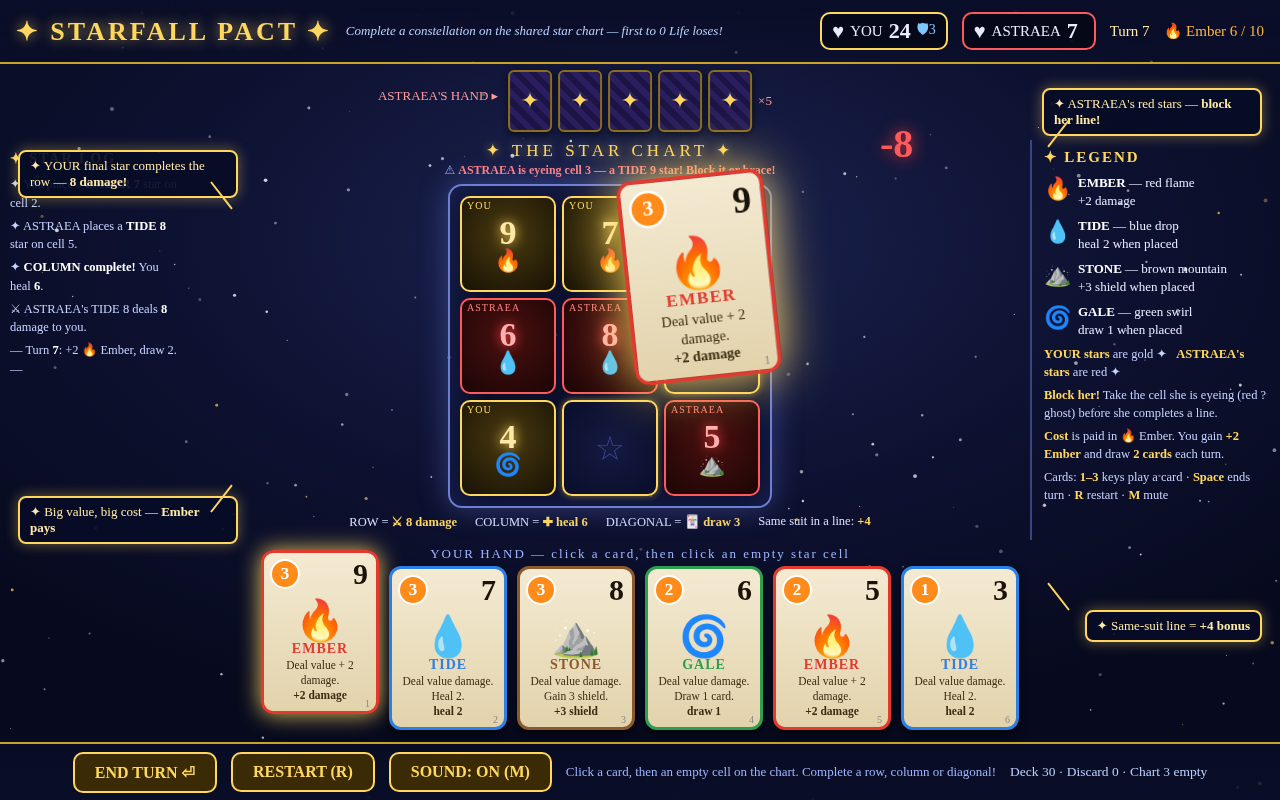 ✦ STARFALL PACT ✦
Complete a constellation on the shared star chart — first to 0 Life loses!
♥ YOU 24 🛡3
♥ ASTRAEA 7
Turn 7
🔥 Ember 6 / 10
ASTRAEA'S HAND ▸
×5
✦ THE STAR CHART ✦
⚠ ASTRAEA is eyeing cell 3 — a TIDE 9 star! Block it or brace!
-8
✦ YOUR final star completes the
row — 8 damage!
cell 2.
✦ ASTRAEA places a TIDE 8
star on cell 5.
✦ COLUMN complete! You
heal 6.
⚔ ASTRAEA's TIDE 8 deals 8
damage to you.
— Turn 7: +2 🔥 Ember, draw 2.
—
✦ Big value, big cost — Ember
pays
YOU
9
YOU
7
3
9
EMBER
Deal value + 2
damage.
+2 damage
1
ASTRAEA
6
ASTRAEA
8
YOU
4
ASTRAEA
5
ROW = ⚔ 8 damage
COLUMN = ✚ heal 6
DIAGONAL = 🃏 draw 3
Same suit in a line: +4
✦ ASTRAEA's red stars — block
her line!
✦ LEGEND
EMBER — red flame
+2 damage
TIDE — blue drop
heal 2 when placed
STONE — brown mountain
+3 shield when placed
GALE — green swirl
draw 1 when placed
YOUR stars are gold ✦ ASTRAEA's
stars are red ✦
Block her! Take the cell she is eyeing (red ?
ghost) before she completes a line.
Cost is paid in 🔥 Ember. You gain +2
Ember and draw 2 cards each turn.
Cards: 1–3 keys play a card · Space ends
turn · R restart · M mute
✦ Same-suit line = +4 bonus
YOUR HAND — click a card, then click an empty star cell
3
9
EMBER
Deal value + 2
damage.
+2 damage
1
3
7
TIDE
Deal value damage.
Heal 2.
heal 2
2
3
8
STONE
Deal value damage.
Gain 3 shield.
+3 shield
3
2
6
GALE
Deal value damage.
Draw 1 card.
draw 1
4
2
5
EMBER
Deal value + 2
damage.
+2 damage
5
1
3
TIDE
Deal value damage.
Heal 2.
heal 2
6
END TURN ⏎
RESTART (R)
SOUND: ON (M)
Click a card, then an empty cell on the chart. Complete a row, column or diagonal!
Deck 30 · Discard 0 · Chart 3 empty